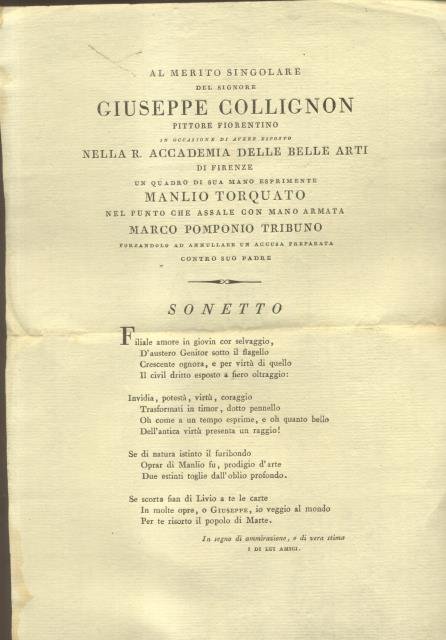 AL MERITO SINGOLARE
DEL SIGNORE
GIUSEPPE COLLIGNON
PITTORE FIORENTINO
IN OCCASIONE DI AVERE ESPOSTO
NELLA R. ACCADEMIA DELLE BELLE ARTI
DI FIRENZE
UN QUADRO DI SUA MANO ESPRIMENTE
MANLIO TORQUATO
NEL PUNTO CHE ASSALE CON MANO ARMATA
MARCO POMPONIO TRIBUNO
FORZANDOLO AD ANNULLARE UN ACCUSA PREPARATA
CONTRO SUO PADRE
SONETTO
Filiale amore in giovin cor selvaggio,
D'austero Genitor sotto il flagello
Crescente ognora, e per virtù di quello
Il civil dritto esposto a fiero oltraggio:
Invidia, potestà, virtù, coraggio
Trasformati in timor, dotto pennello
Oh come a un tempo esprime, e oh quanto bello
Dell'antica virtù presenta un raggio!
Se di natura istinto il furibondo
Oprar di Manlio fu, prodigio d'arte
Due estinti toglie dall'oblio profondo.
Se scorta fian di Livio a te le carte
In molte opre, o GIUSEPPE, io veggio al mondo
Per te risorto il popolo di Marte.
In segno di ammirazione, e di vera stima
I DI LUI AMICI.